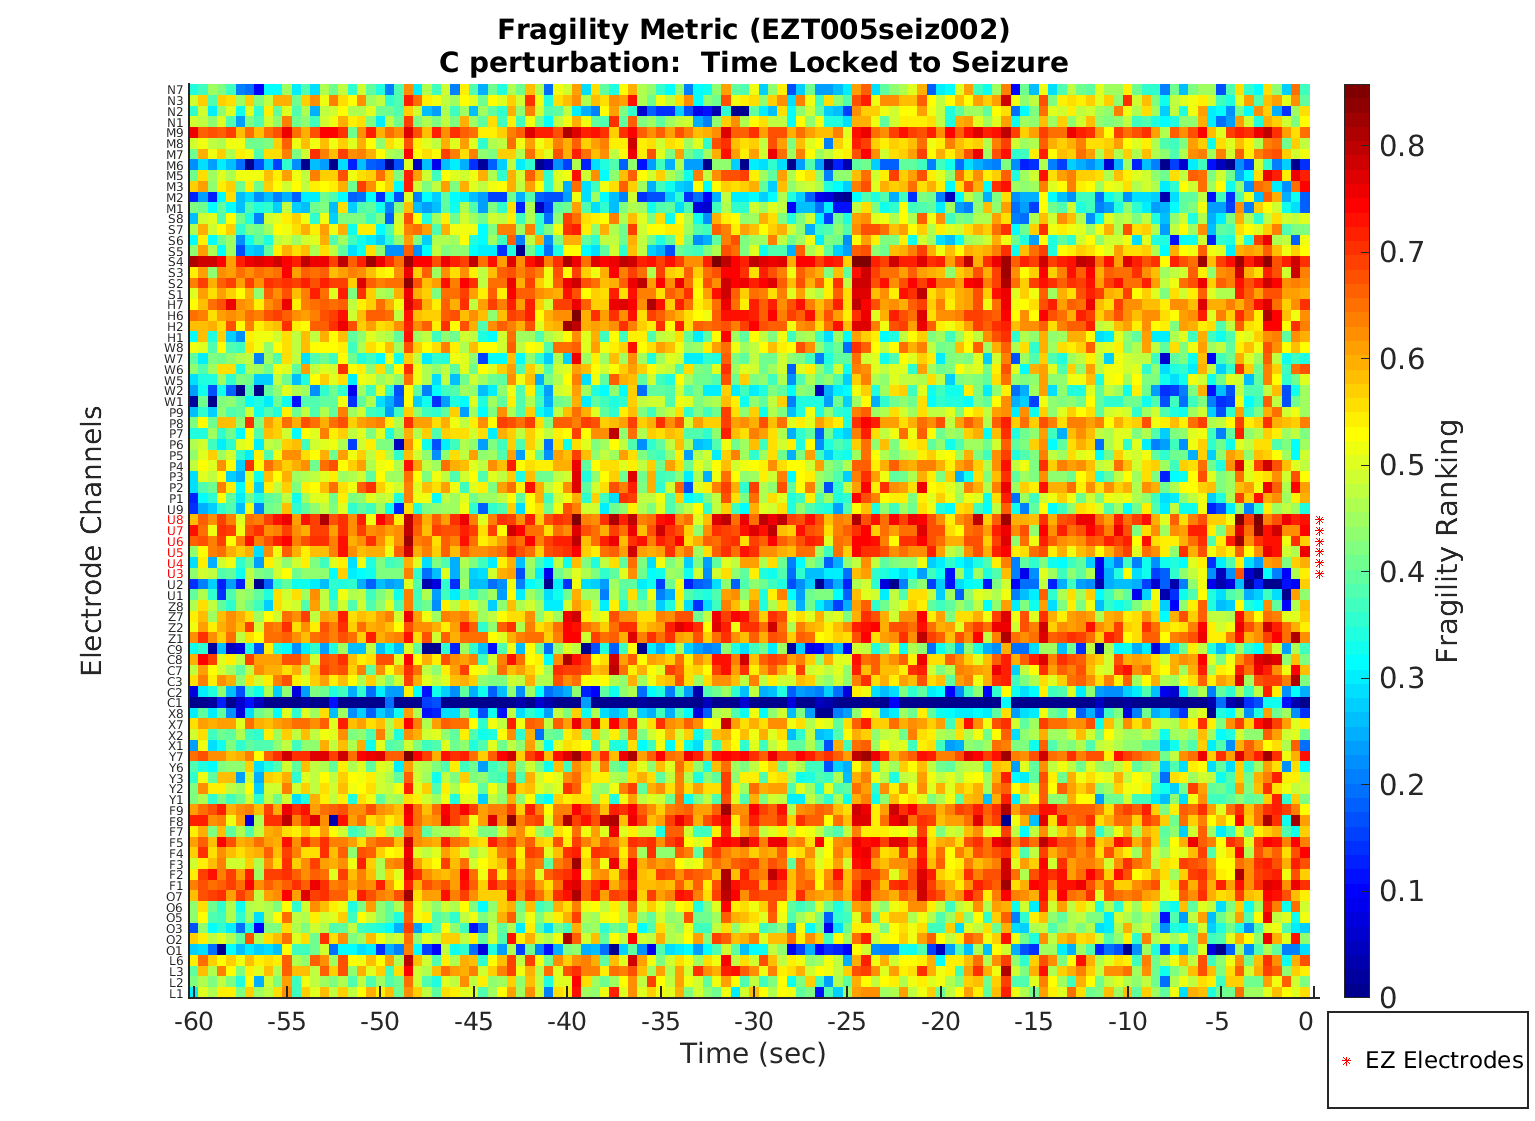 Fragility Metric (EZT005seiz002)
C perturbation:  Time Locked to Seizure
Electrode Channels
N7
N3
N2
N1
M9
M8
M7
M6
M5
M3
M2
M1
S8
S7
S6
S5
S4
S3
S2
S1
H7
H6
H2
H1
W8
W7
W6
W5
W2
W1
P9
P8
P7
P6
P5
P4
P3
P2
P1
U9
U8
U7
U6
U5
U4
U3
U2
U1
Z8
Z7
Z2
Z1
C9
C8
C7
C3
C2
C1
X8
X7
X2
X1
Y7
Y6
Y3
Y2
Y1
F9
F8
F7
F5
F4
F3
F2
F1
O7
O6
O5
O3
O2
O1
L6
L3
L2
L1
-60 -55 -50 -45 -40 -35 -30 -25 -20 -15 -10 -5 0
Time (sec)
0.8
0.7
0.6
0.5
0.4
0.3
0.2
0.1
0
Fragility Ranking
EZ Electrodes